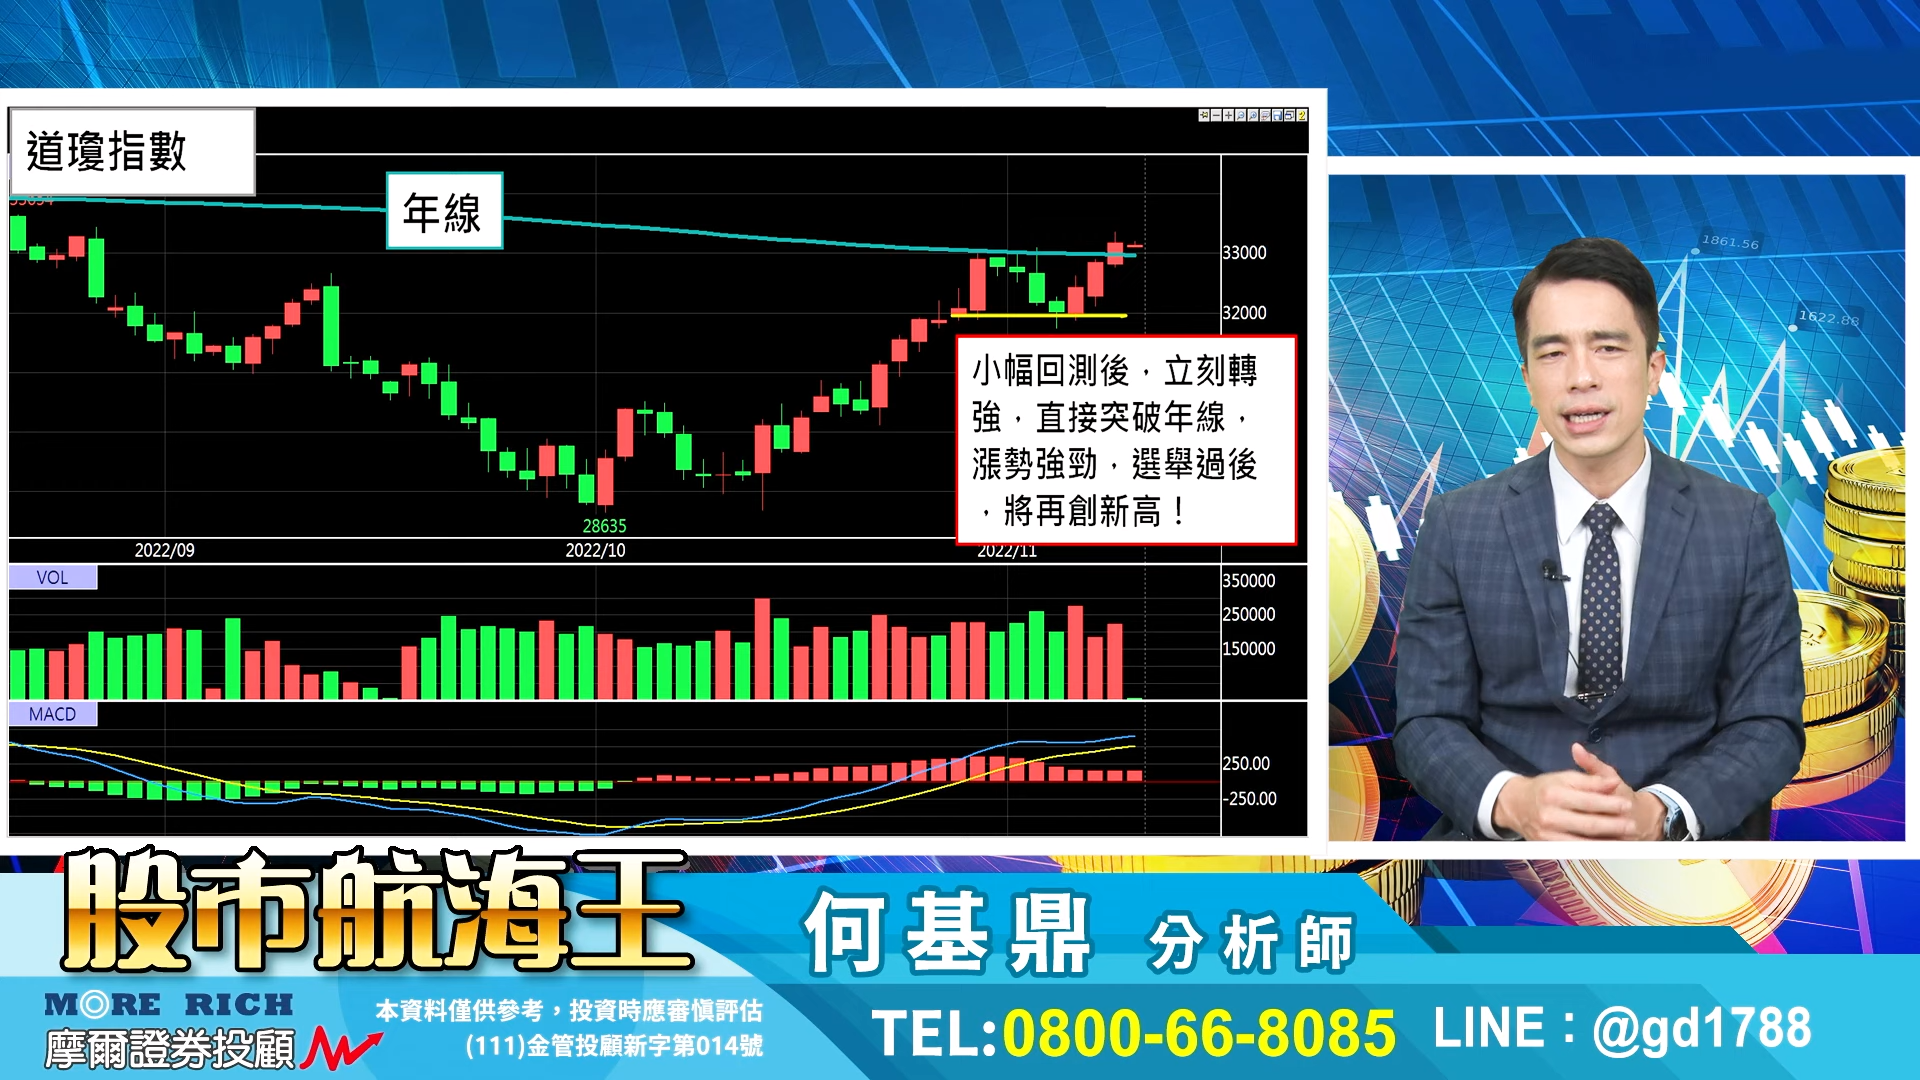 道瓊指數
年線
33000
32000
小幅回測後，立刻轉
強，直接突破年線，
漲勢強勁，選舉過後
，將再創新高！
28635
2022/09
2022/10
2022/11
VOL
350000
250000
150000
MACD
250.00
-250.00
1861.56
1622.88
股市航海王
MORE RICH
摩爾證券投顧
本資料僅供參考，投資時應審慎評估
(111)金管投顧新字第014號
何基鼎 分析師
TEL:0800-66-8085
LINE：@gd1788